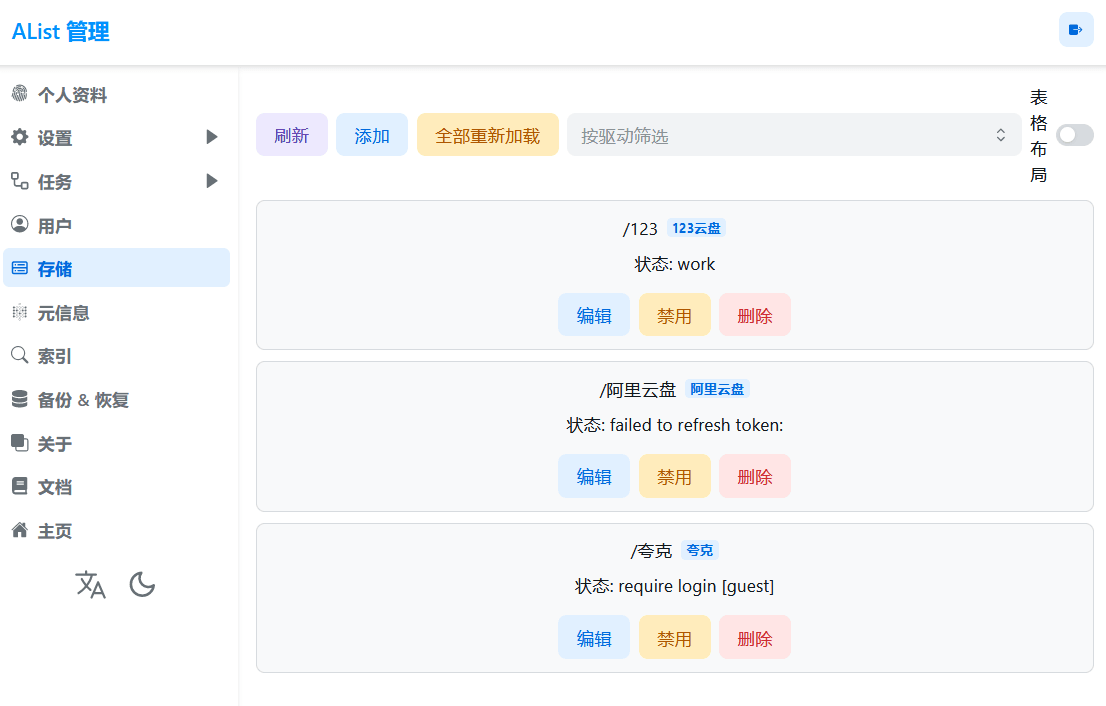 AList 管理
个人资料
设置
任务
用户
存储
元信息
索引
备份 & 恢复
关于
文档
主页
刷新 添加 全部重新加载 按驱动筛选 表格布局
/123 123云盘
状态: work
编辑 禁用 删除
/阿里云盘 阿里云盘
状态: failed to refresh token:
编辑 禁用 删除
/夸克 夸克
状态: require login [guest]
编辑 禁用 删除